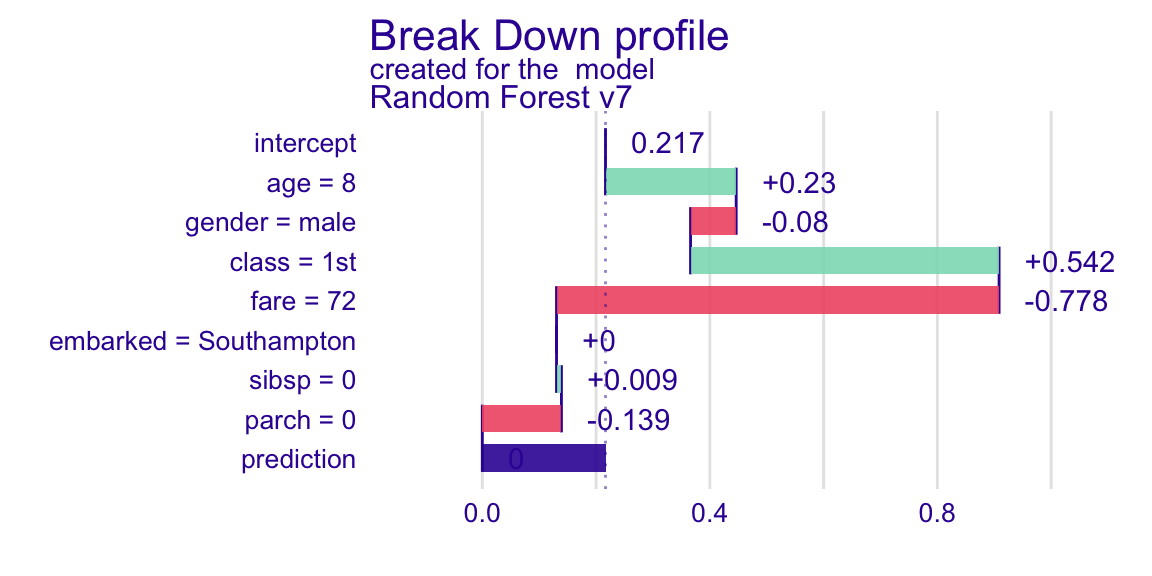 Break Down profile
created for the  model
Random Forest v7
intercept 0.217
age = 8 +0.23
gender = male -0.08
class = 1st +0.542
fare = 72 -0.778
embarked = Southampton +0
sibsp = 0 +0.009
parch = 0 -0.139
prediction 0
0.0 0.4 0.8